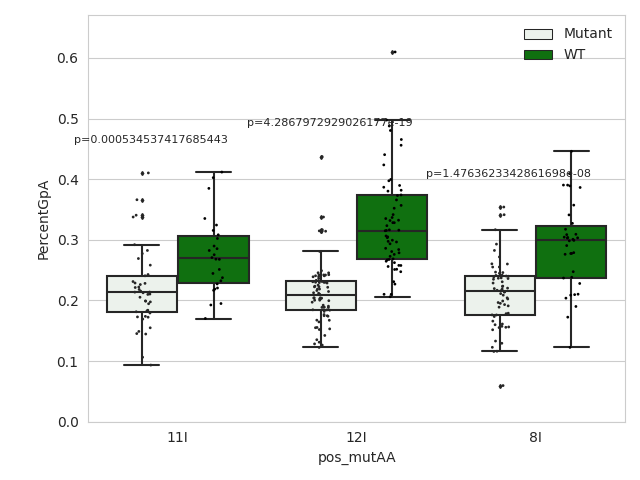 0.6
0.5
0.4
0.3
0.2
0.1
0.0
PercentGpA
Mutant
WT
p=4.2867972929026177e-19
p=0.000534537417685443
p=1.4763623342861698e-08
11I
12I
8I
pos_mutAA